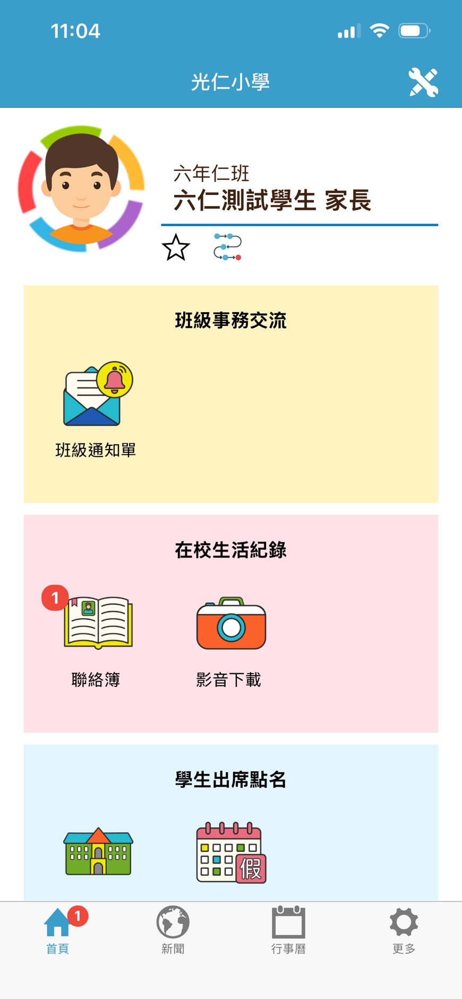 11:04
光仁小學
六年仁班
六仁測試學生 家長
班級事務交流
班級通知單
在校生活紀錄
1
聯絡簿
影音下載
學生出席點名
假
1
首頁
新聞
行事曆
更多